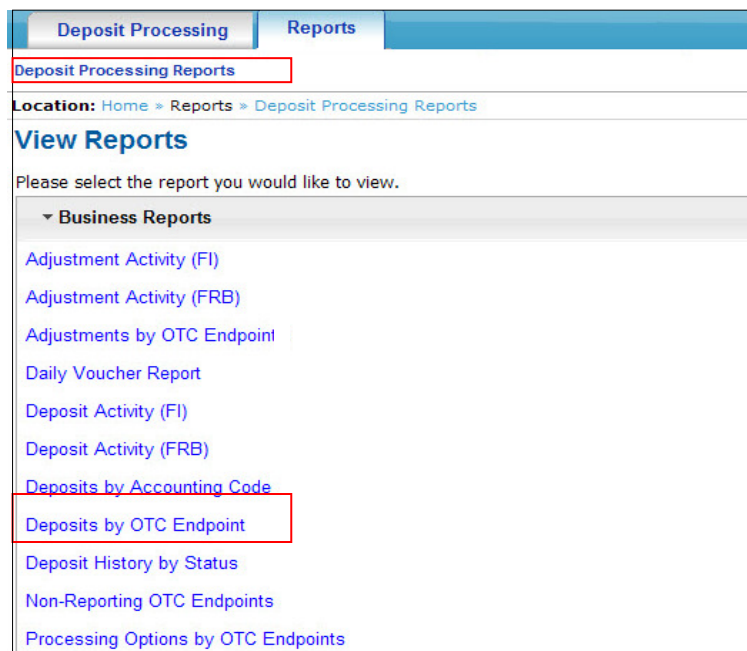 Deposit Processing Reports
Deposit Processing Reports
Location: Home » Reports » Deposit Processing Reports
View Reports
Please select the report you would like to view.
Business Reports
Adjustment Activity (FI)
Adjustment Activity (FRB)
Adjustments by OTC Endpoint
Daily Voucher Report
Deposit Activity (FI)
Deposit Activity (FRB)
Deposits by Accounting Code
Deposits by OTC Endpoint
Deposit History by Status
Non-Reporting OTC Endpoints
Processing Options by OTC Endpoints